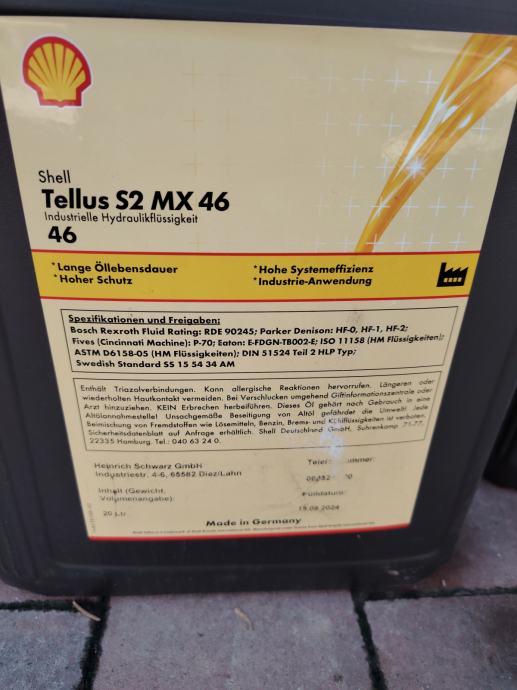 Shell
Tellus S2 MX 46
Industrielle Hydraulikflüssigkeit
46
*Lange Öllebensdauer
*Hoher Schutz
*Hohe Systemeffizienz
*Industrie-Anwendung
Spezifikationen und Freigaben:
Bosch Rexroth Fluid Rating: RDE 90245; Parker Denison: HF-0, HF-1, HF-2;
Fives (Cincinnati Machine): P-70; Eaton: E-FDGN-TB002-E; ISO 11158 (HM Flüssigkeiten);
ASTM D6158-05 (HM Flüssigkeiten); DIN 51524 Teil 2 HLP Typ;
Swedish Standard SS 15 54 34 AM
Enthält Triazolverbindungen. Kann allergische Reaktionen hervorrufen. Längeren oder
wiederholten Hautkontakt vermeiden. Bei Verschlucken umgehend Giftinformationszentrale oder
Arzt hinzuziehen. KEIN Erbrechen herbeiführen. Dieses Öl gehört nach Gebrauch in eine
Altölannahmestelle! Unsachgemäße Beseitigung von Altöl gefährdet die Umwelt! Jede
Beimischung von Fremdstoffen wie Lösemitteln, Benzin, Brems- und Kühlflüssigkeiten ist verboten.
Sicherheitsdatenblatt auf Anfrage erhältlich. Shell Deutschland GmbH, Suhrenkamp 71-77,
22335 Hamburg. Tel.: 040 63 24 0.
Heinrich Schwarz GmbH
Industriestr. 4-6, 65582 Diez/Lahn
Inhalt (Gewicht,
Volumenangabe):
20 Ltr
Fülldatum:
15.08.2024
Made in Germany